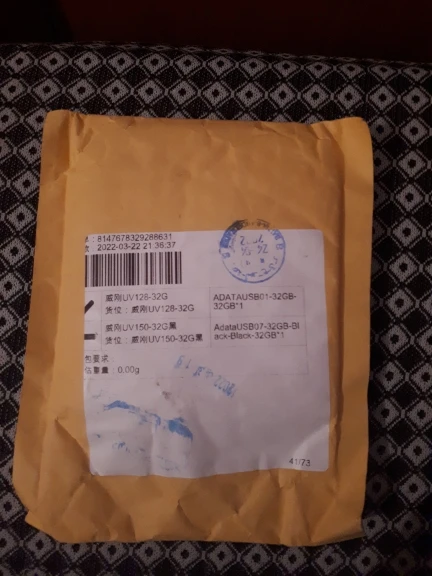 : 8147678329288631
: 2022-03-22 21:36:37
威刚UV128-32G
货位：威刚UV128-32G
ADATAUSB01-32GB-
32GB*1
威刚UV150-32G黑
货位：威刚UV150-32G黑
AdataUSB07-32GB-Bl
ack-Black-32GB*1
包要求：
估重量：0.00g
41/73